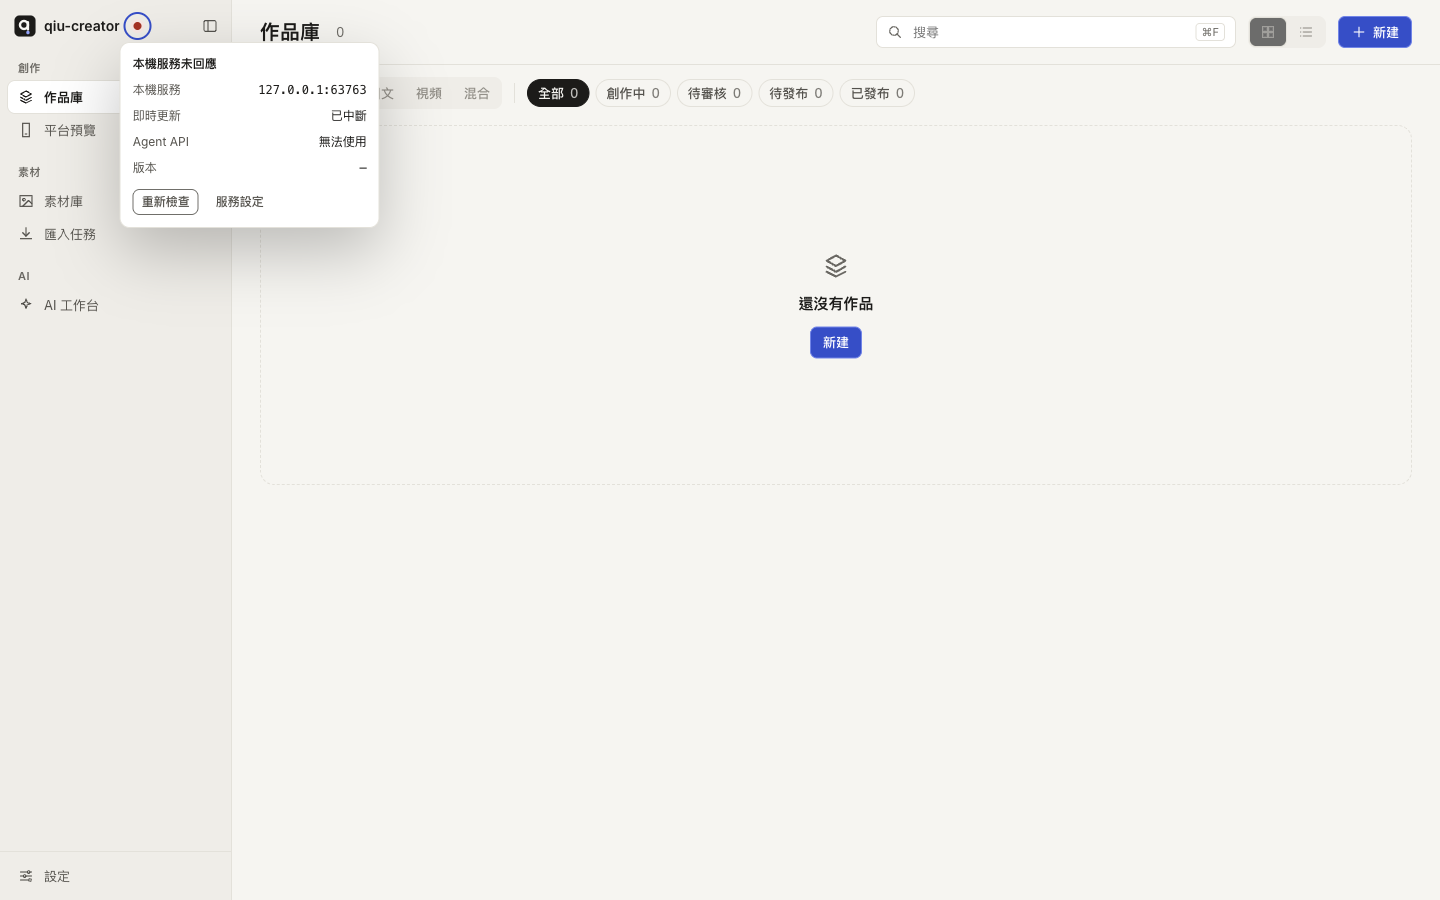 qiu-creator
創作
作品庫
平台預覽
素材
素材庫
匯入任務
AI
AI 工作台
設定
本機服務未回應
本機服務 127.0.0.1:63763
即時更新 已中斷
Agent API 無法使用
版本 –
重新檢查 服務設定
作品庫 0
搜尋 ⌘F
新建
文 視頻 混合
全部 0 創作中 0 待審核 0 待發布 0 已發布 0
還沒有作品
新建